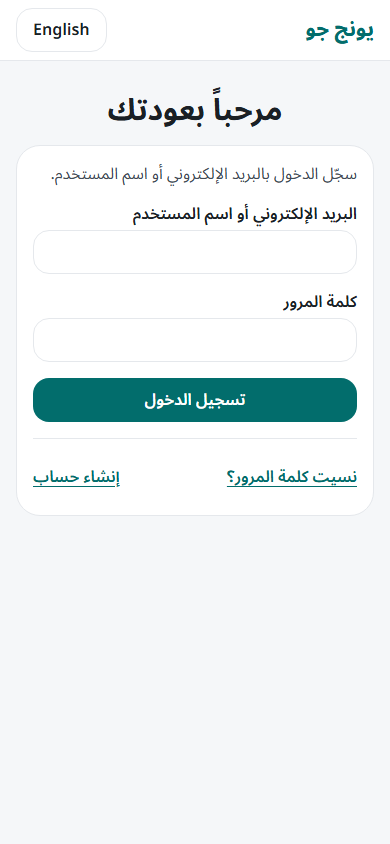 يونج جو
English
مرحباً بعودتك
سجّل الدخول بالبريد الإلكتروني أو اسم المستخدم.
البريد الإلكتروني أو اسم المستخدم
كلمة المرور
تسجيل الدخول
نسيت كلمة المرور؟
إنشاء حساب